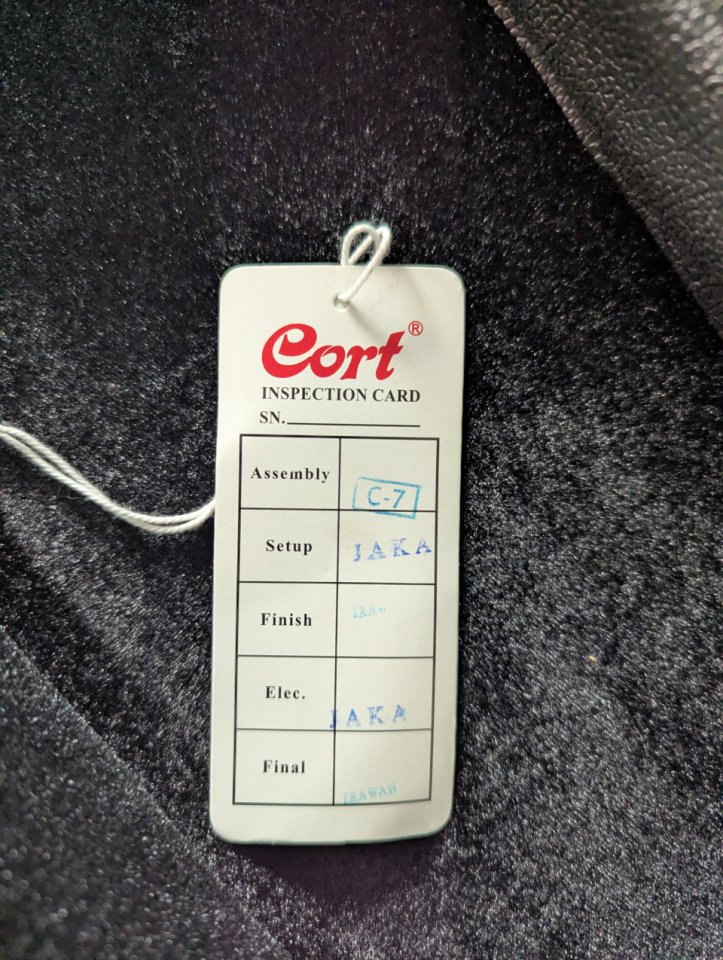 Cort®
INSPECTION CARD
SN.
Assembly C-7
Setup JAKA
Finish
Elec. JAKA
Final IRAWAN